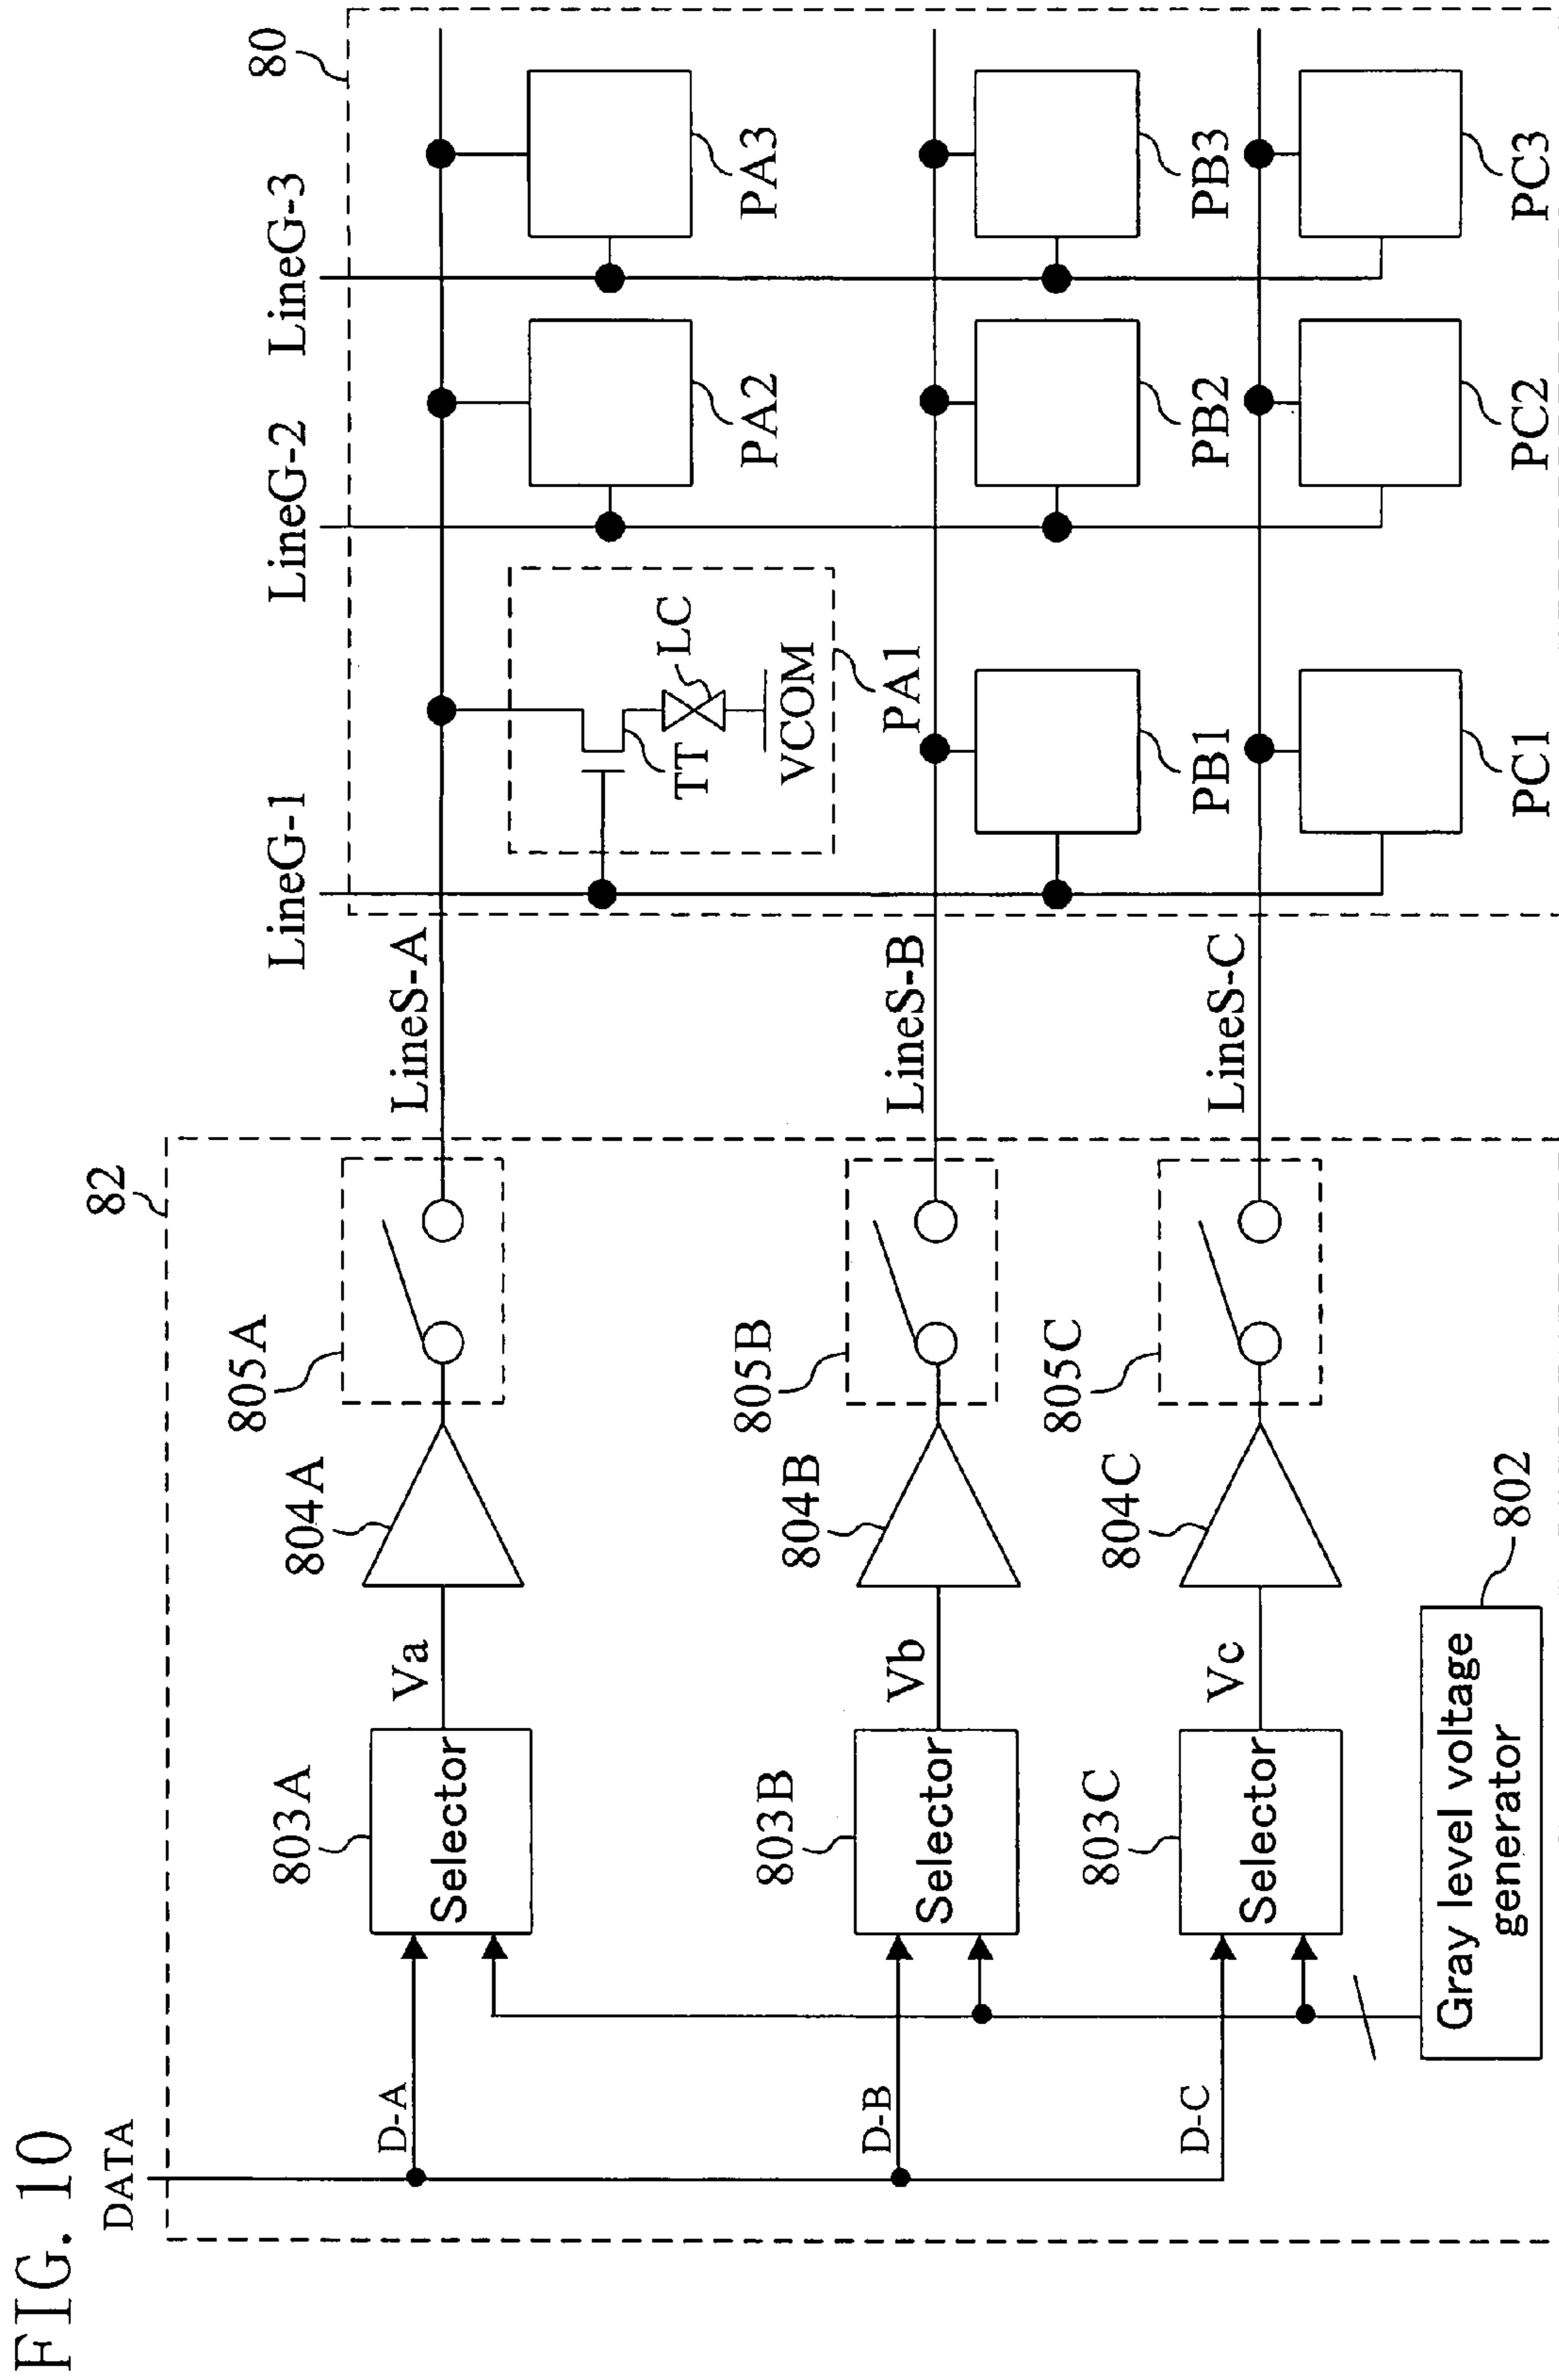 FIG. 10
DATA
82
80
D-A
803A
Selector
Va
804A
805A
LineS-A
LineG-1
LineG-2
LineG-3
TT
LC
VCOM
PA1
PA2
PA3
D-B
803B
Selector
Vb
804B
805B
LineS-B
PB1
PB2
PB3
D-C
803C
Selector
Vc
804C
805C
LineS-C
PC1
PC2
PC3
Gray level voltage
generator
802